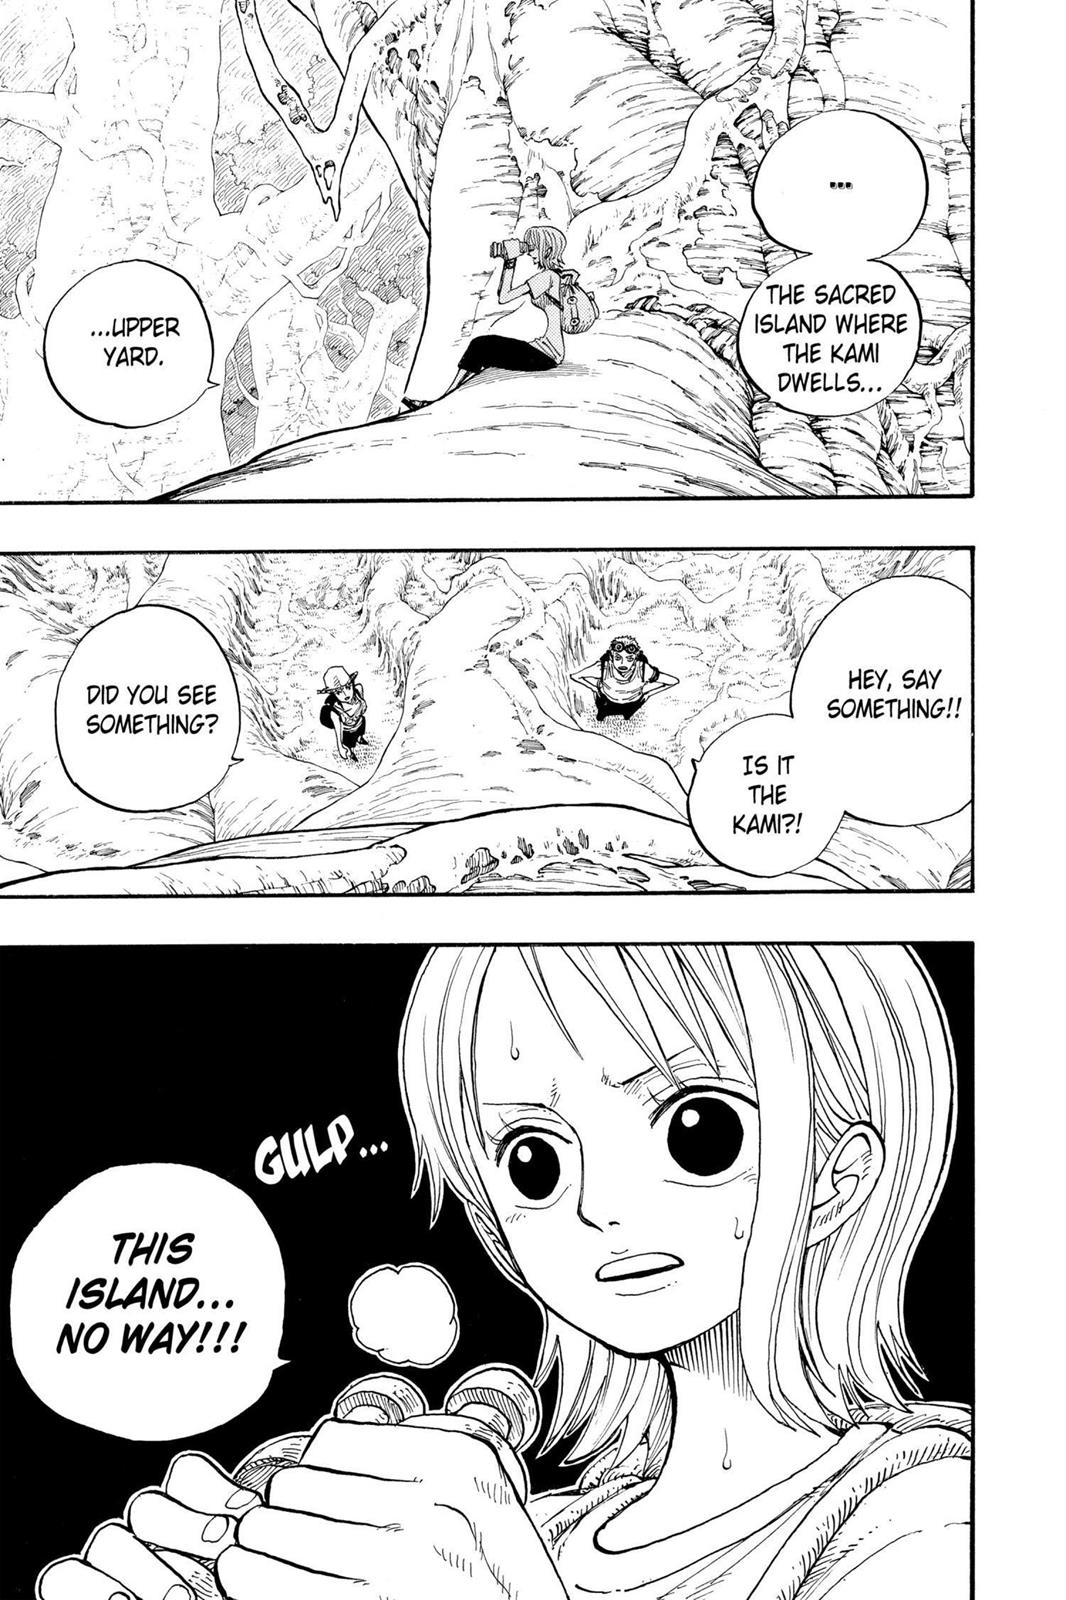 ...
THE SACRED
ISLAND WHERE
THE KAMI
DWELLS...
...UPPER
YARD.
HEY, SAY
SOMETHING!!
IS IT
THE
KAMI?!
DID YOU SEE
SOMETHING?
GULP...
THIS
ISLAND...
NO WAY!!!